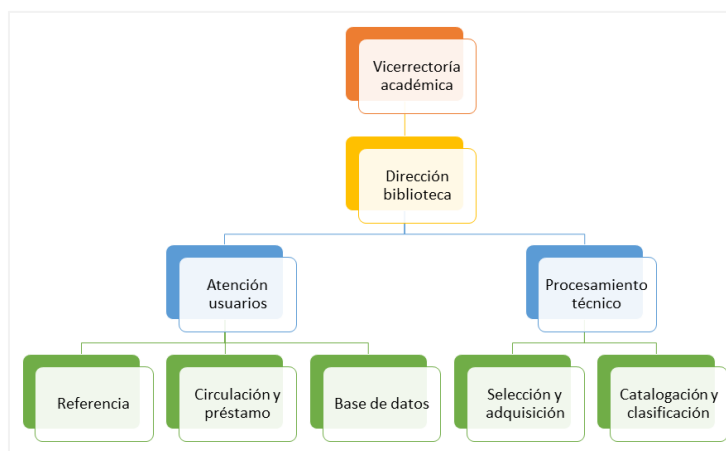 Vicerrectoría
académica
Dirección
biblioteca
Atención
usuarios
Procesamiento
técnico
Referencia
Circulación y
préstamo
Base de datos
Selección y
adquisición
Catalogación y
clasificación